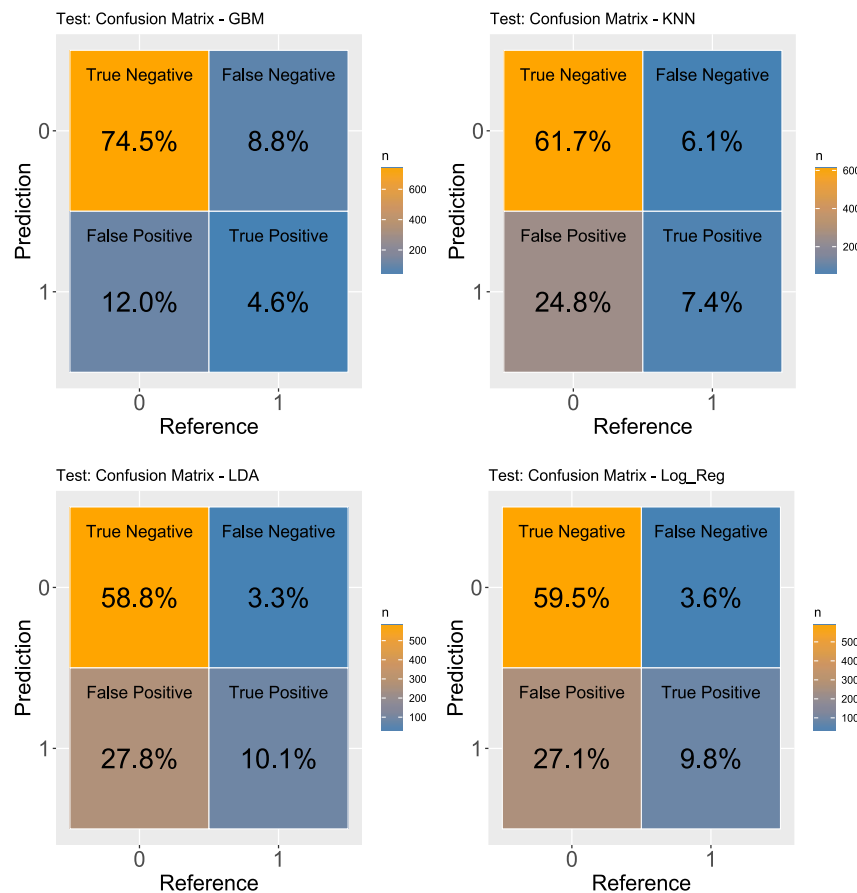 Test: Confusion Matrix - GBM
True Negative False Negative
0
74.5% 8.8%
n
600
400
200
Prediction
False Positive True Positive
1
12.0% 4.6%
0 1
Reference
Test: Confusion Matrix - KNN
True Negative False Negative
0
61.7% 6.1%
n
600
400
200
Prediction
False Positive True Positive
1
24.8% 7.4%
0 1
Reference
Test: Confusion Matrix - LDA
True Negative False Negative
0
58.8% 3.3%
n
500
400
300
200
100
Prediction
False Positive True Positive
1
27.8% 10.1%
0 1
Reference
Test: Confusion Matrix - Log_Reg
True Negative False Negative
0
59.5% 3.6%
n
500
400
300
200
100
Prediction
False Positive True Positive
1
27.1% 9.8%
0 1
Reference